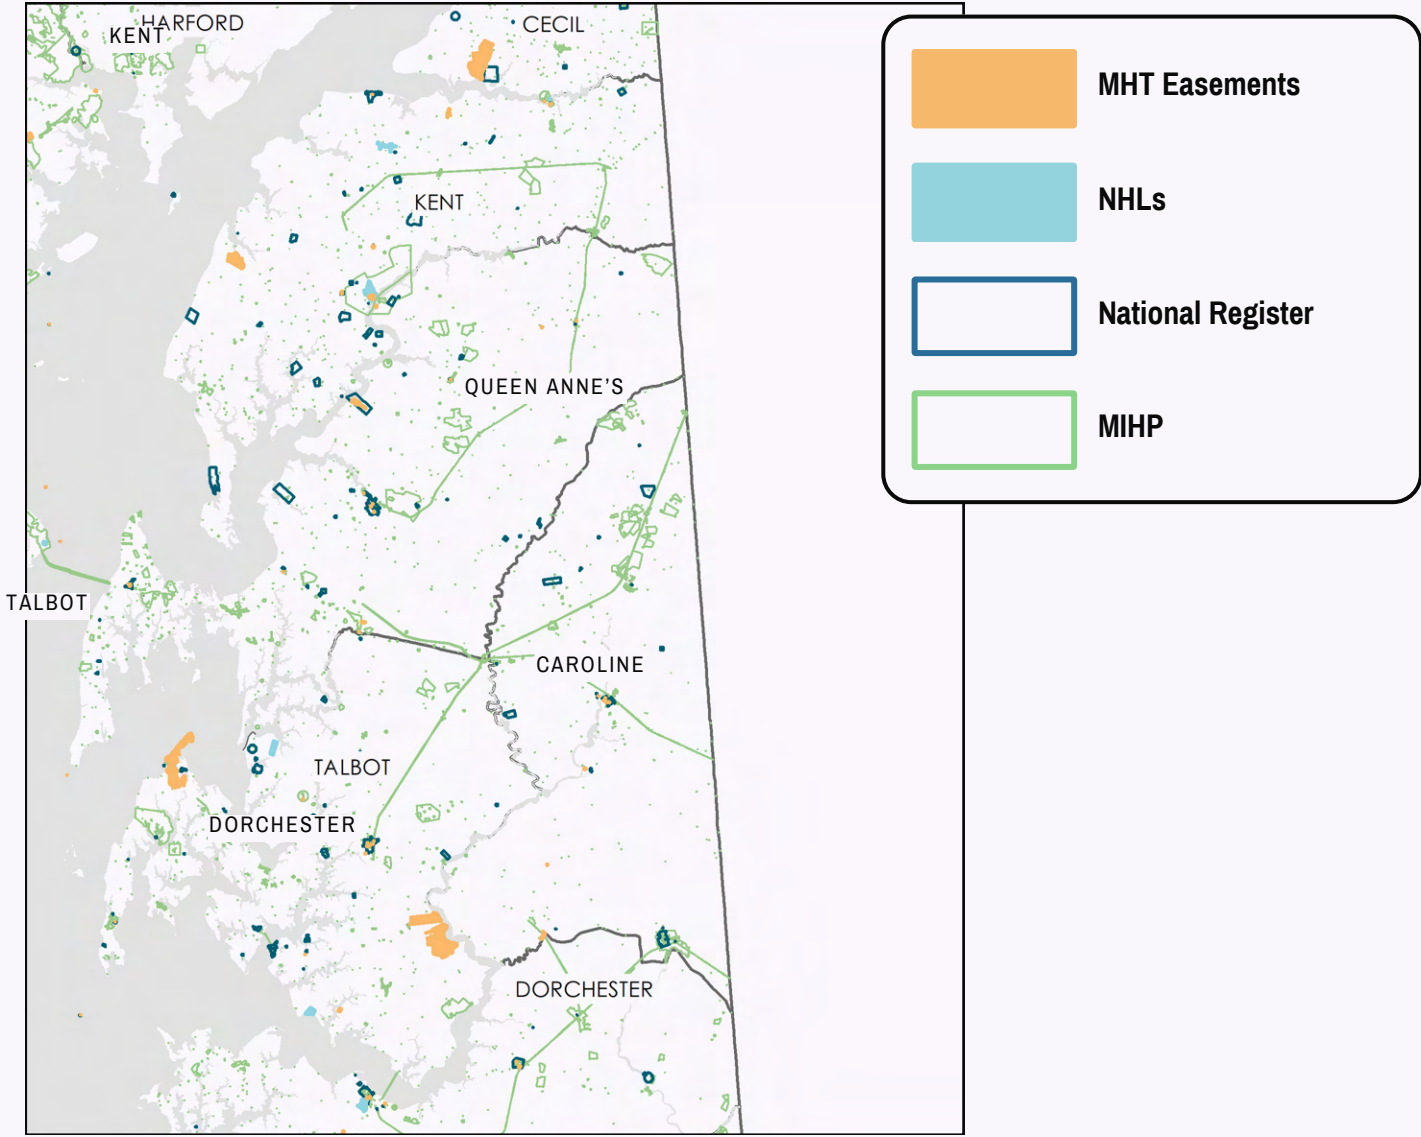 HARFORD
KENT
CECIL
KENT
QUEEN ANNE'S
TALBOT
CAROLINE
TALBOT
DORCHESTER
DORCHESTER
MHT Easements
NHLs
National Register
MIHP